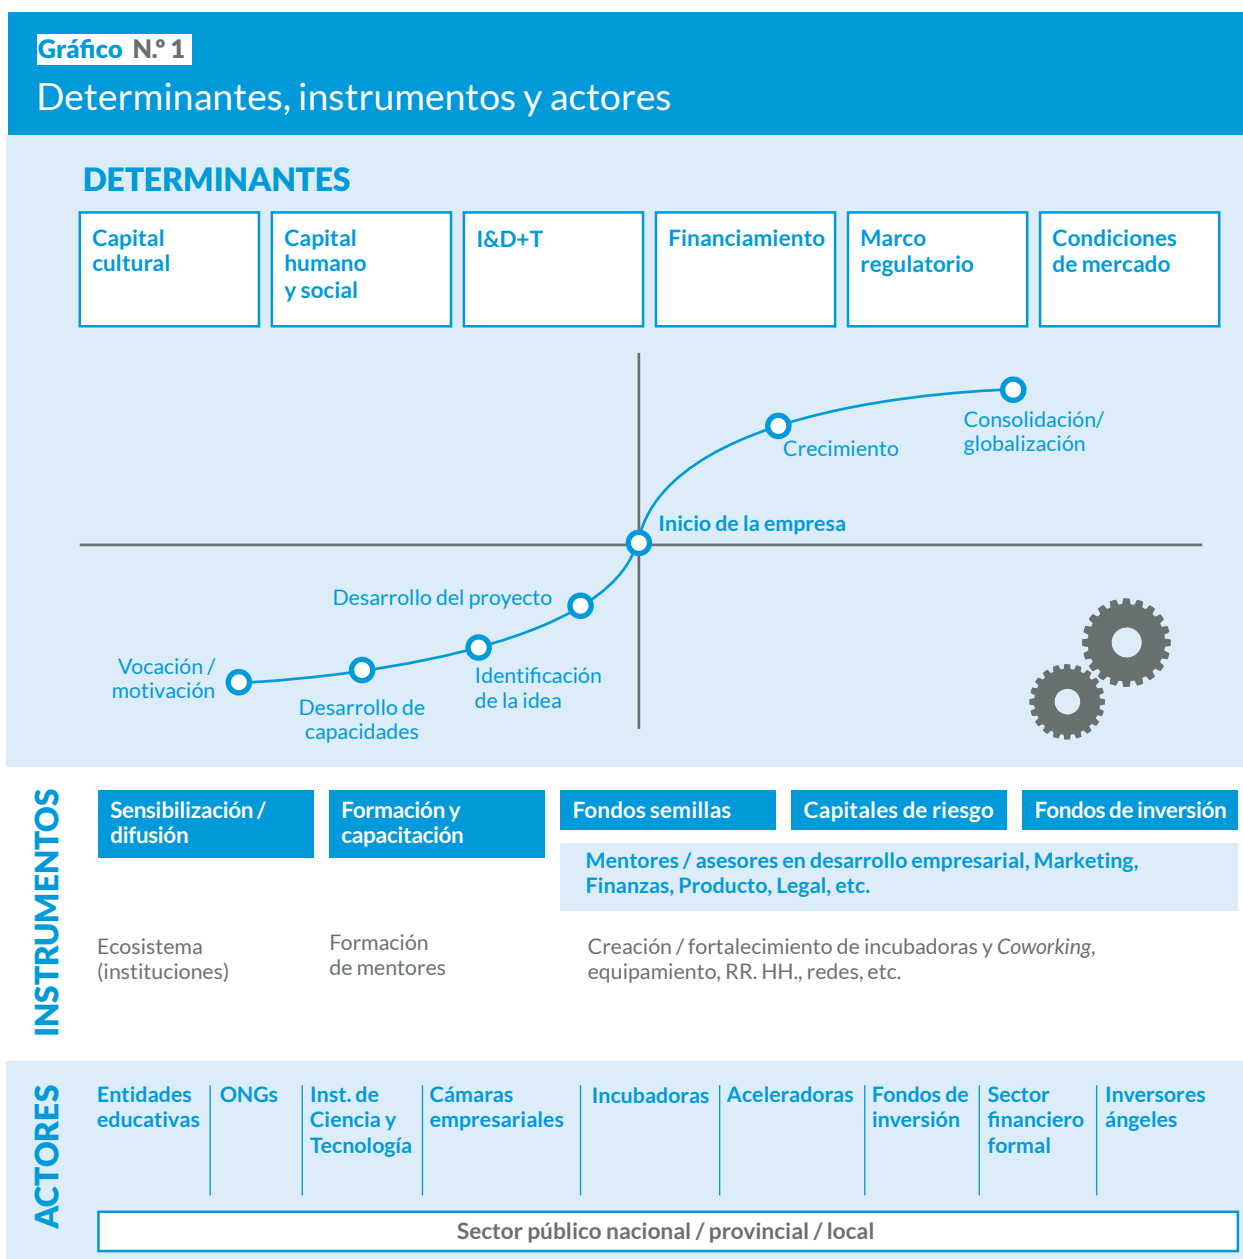 Gráfico N.º 1
Determinantes, instrumentos y actores
DETERMINANTES
Capital
cultural
Capital
humano
y social
I&D+T
Financiamiento
Marco
regulatorio
Condiciones
de mercado
Consolidación/
globalización
Crecimiento
Inicio de la empresa
Desarrollo del proyecto
Identificación
de la idea
Vocación /
motivación
Desarrollo de
capacidades
INSTRUMENTOS
Sensibilización /
difusión
Formación y
capacitación
Fondos semillas
Capitales de riesgo
Fondos de inversión
Mentores / asesores en desarrollo empresarial, Marketing,
Finanzas, Producto, Legal, etc.
Ecosistema
(instituciones)
Formación
de mentores
Creación / fortalecimiento de incubadoras y Coworking,
equipamiento, RR. HH., redes, etc.
ACTORES
Entidades
educativas
ONGs
Inst. de
Ciencia y
Tecnología
Cámaras
empresariales
Incubadoras
Aceleradoras
Fondos de
inversión
Sector
financiero
formal
Inversores
ángeles
Sector público nacional / provincial / local